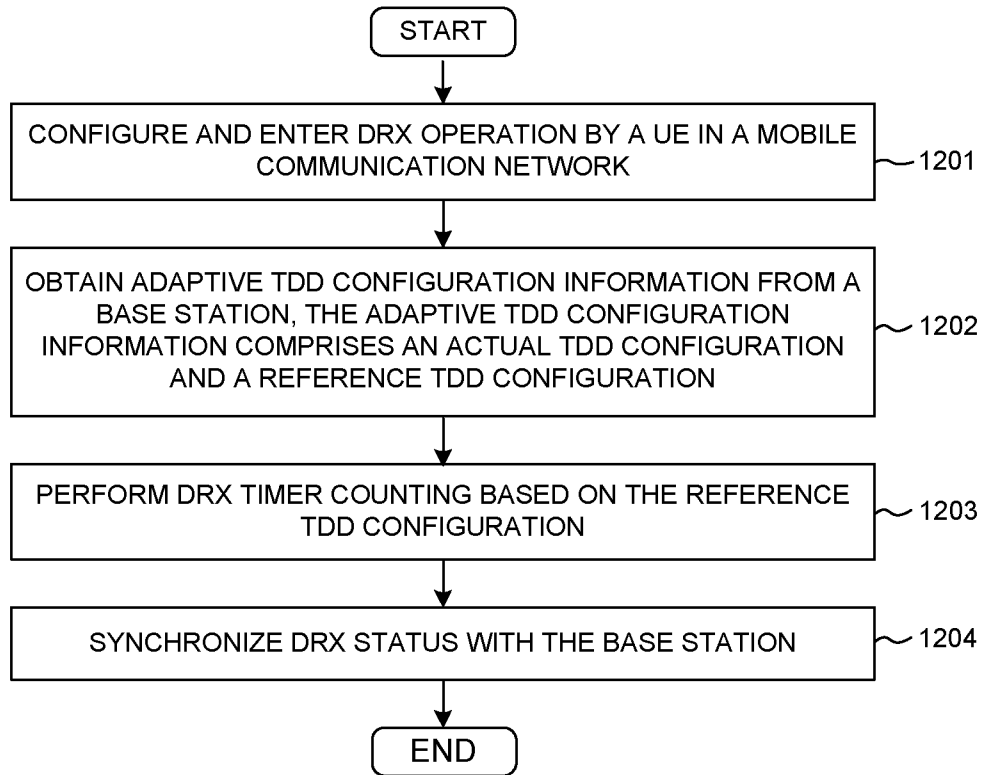 START
CONFIGURE AND ENTER DRX OPERATION BY A UE IN A MOBILE
COMMUNICATION NETWORK
1201
OBTAIN ADAPTIVE TDD CONFIGURATION INFORMATION FROM A
BASE STATION, THE ADAPTIVE TDD CONFIGURATION
INFORMATION COMPRISES AN ACTUAL TDD CONFIGURATION
AND A REFERENCE TDD CONFIGURATION
1202
PERFORM DRX TIMER COUNTING BASED ON THE REFERENCE
TDD CONFIGURATION
1203
SYNCHRONIZE DRX STATUS WITH THE BASE STATION
1204
END